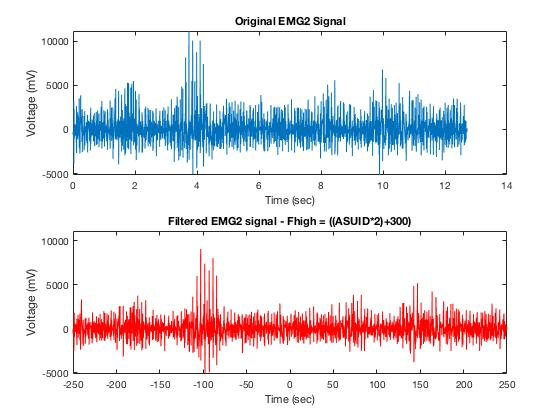 Original EMG2 Signal
10000
5000
0
-5000
Voltage (mV)
0 2 4 6 8 10 12 14
Time (sec)
Filtered EMG2 signal - Fhigh = ((ASUID*2)+300)
10000
5000
0
-5000
Voltage (mV)
-250 -200 -150 -100 -50 0 50 100 150 200 250
Time (sec)